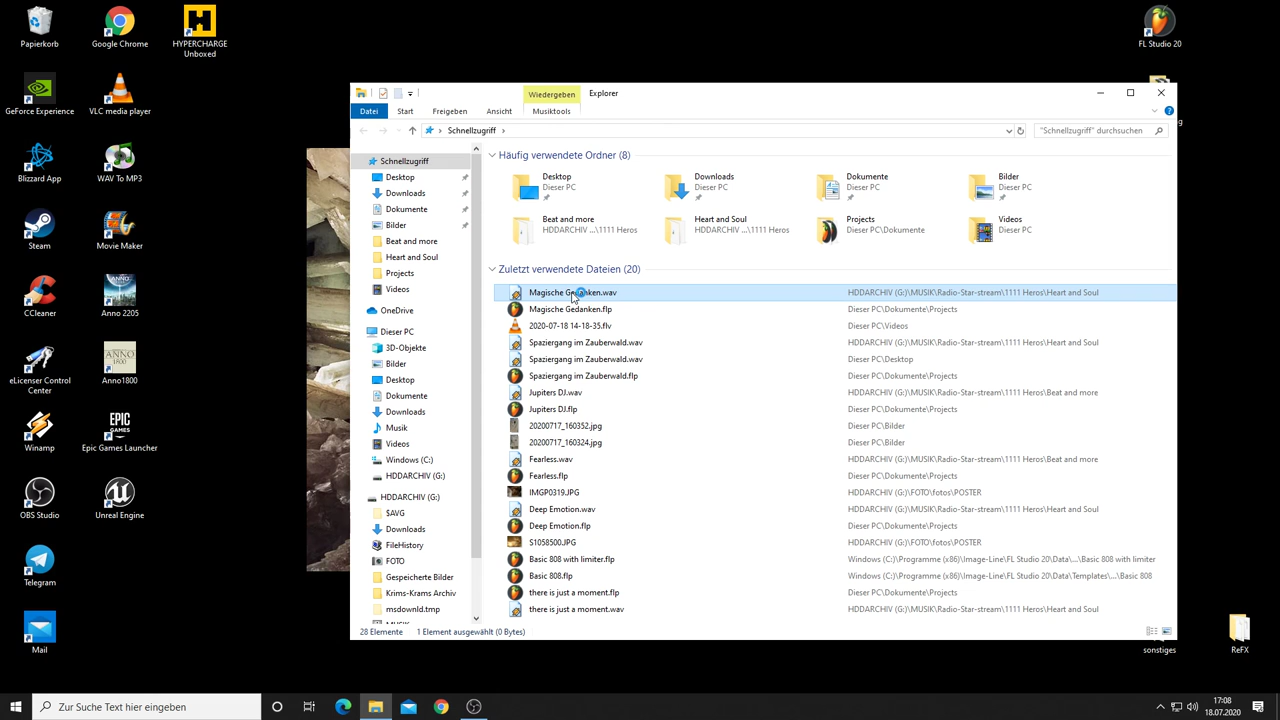 Papierkorb
Google Chrome
HYPERCHARGE
Unboxed
FL Studio 20
GeForce Experience
VLC media player
Blizzard App
WAV To MP3
Steam
Movie Maker
CCleaner
Anno 2205
eLicenser Control
Center
Anno1800
Winamp
Epic Games Launcher
OBS Studio
Unreal Engine
Telegram
Mail
sonstiges
ReFX
Wiedergeben
Explorer
Datei
Start
Freigeben
Ansicht
Musiktools
Schnellzugriff
"Schnellzugriff" durchsuchen
Schnellzugriff
Desktop
Downloads
Dokumente
Bilder
Beat and more
Heart and Soul
Projects
Videos
OneDrive
Dieser PC
3D-Objekte
Bilder
Desktop
Dokumente
Downloads
Musik
Videos
Windows (C:)
HDDARCHIV (G:)
HDDARCHIV (G:)
$AVG
Downloads
FileHistory
FOTO
Gespeicherte Bilder
Krims-Krams Archiv
msdownld.tmp
Häufig verwendete Ordner (8)
Desktop
Dieser PC
Downloads
Dieser PC
Dokumente
Dieser PC
Bilder
Dieser PC
Beat and more
HDDARCHIV ...\1111 Heros
Heart and Soul
HDDARCHIV ...\1111 Heros
Projects
Dieser PC\Dokumente
Videos
Dieser PC
Zuletzt verwendete Dateien (20)
Magische Gedanken.wav HDDARCHIV (G:)\MUSIK\Radio-Star-stream\1111 Heros\Heart and Soul
Magische Gedanken.flp Dieser PC\Dokumente\Projects
2020-07-18 14-18-35.flv Dieser PC\Videos
Spaziergang im Zauberwald.wav HDDARCHIV (G:)\MUSIK\Radio-Star-stream\1111 Heros\Heart and Soul
Spaziergang im Zauberwald.wav Dieser PC\Desktop
Spaziergang im Zauberwald.flp Dieser PC\Dokumente\Projects
Jupiters DJ.wav HDDARCHIV (G:)\MUSIK\Radio-Star-stream\1111 Heros\Beat and more
Jupiters DJ.flp Dieser PC\Dokumente\Projects
20200717_160352.jpg Dieser PC\Bilder
20200717_160324.jpg Dieser PC\Bilder
Fearless.wav HDDARCHIV (G:)\MUSIK\Radio-Star-stream\1111 Heros\Beat and more
Fearless.flp Dieser PC\Dokumente\Projects
IMGP0319.JPG HDDARCHIV (G:)\FOTO\fotos\POSTER
Deep Emotion.wav HDDARCHIV (G:)\MUSIK\Radio-Star-stream\1111 Heros\Heart and Soul
Deep Emotion.flp Dieser PC\Dokumente\Projects
S1058500.JPG HDDARCHIV (G:)\FOTO\fotos\POSTER
Basic 808 with limiter.flp Windows (C:)\Programme (x86)\Image-Line\FL Studio 20\Data\...\Basic 808 with limiter
Basic 808.flp Windows (C:)\Programme (x86)\Image-Line\FL Studio 20\Data\Templates\...\Basic 808
there is just a moment.flp Dieser PC\Dokumente\Projects
there is just a moment.wav HDDARCHIV (G:)\MUSIK\Radio-Star-stream\1111 Heros\Heart and Soul
28 Elemente
1 Element ausgewählt (0 Bytes)
Zur Suche Text hier eingeben
17:08
18.07.2020